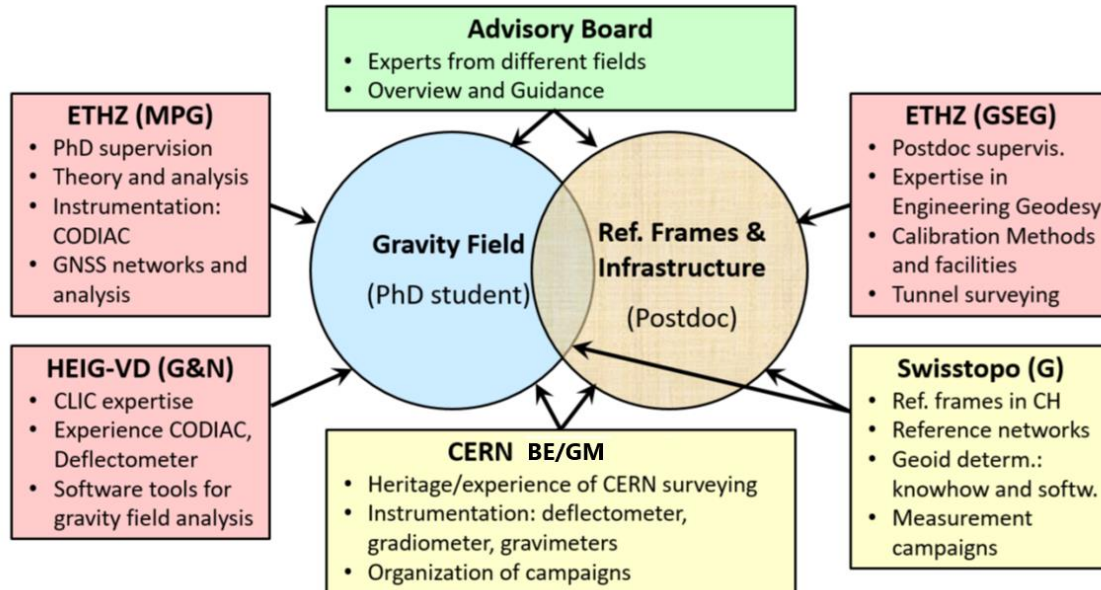 Advisory Board
• Experts from different fields
• Overview and Guidance
ETHZ (MPG)
• PhD supervision
• Theory and analysis
• Instrumentation:
CODIAC
• GNSS networks and
analysis
Gravity Field
(PhD student)
Ref. Frames &
Infrastructure
(Postdoc)
ETHZ (GSEG)
• Postdoc supervis.
• Expertise in
Engineering Geodesy
• Calibration Methods
and facilities
• Tunnel surveying
HEIG-VD (G&N)
• CLIC expertise
• Experience CODIAC,
Deflectometer
• Software tools for
gravity field analysis
CERN BE/GM
• Heritage/experience of CERN surveying
• Instrumentation: deflectometer,
gradiometer, gravimeters
• Organization of campaigns
Swisstopo (G)
• Ref. frames in CH
• Reference networks
• Geoid determ.:
knowhow and softw.
• Measurement
campaigns